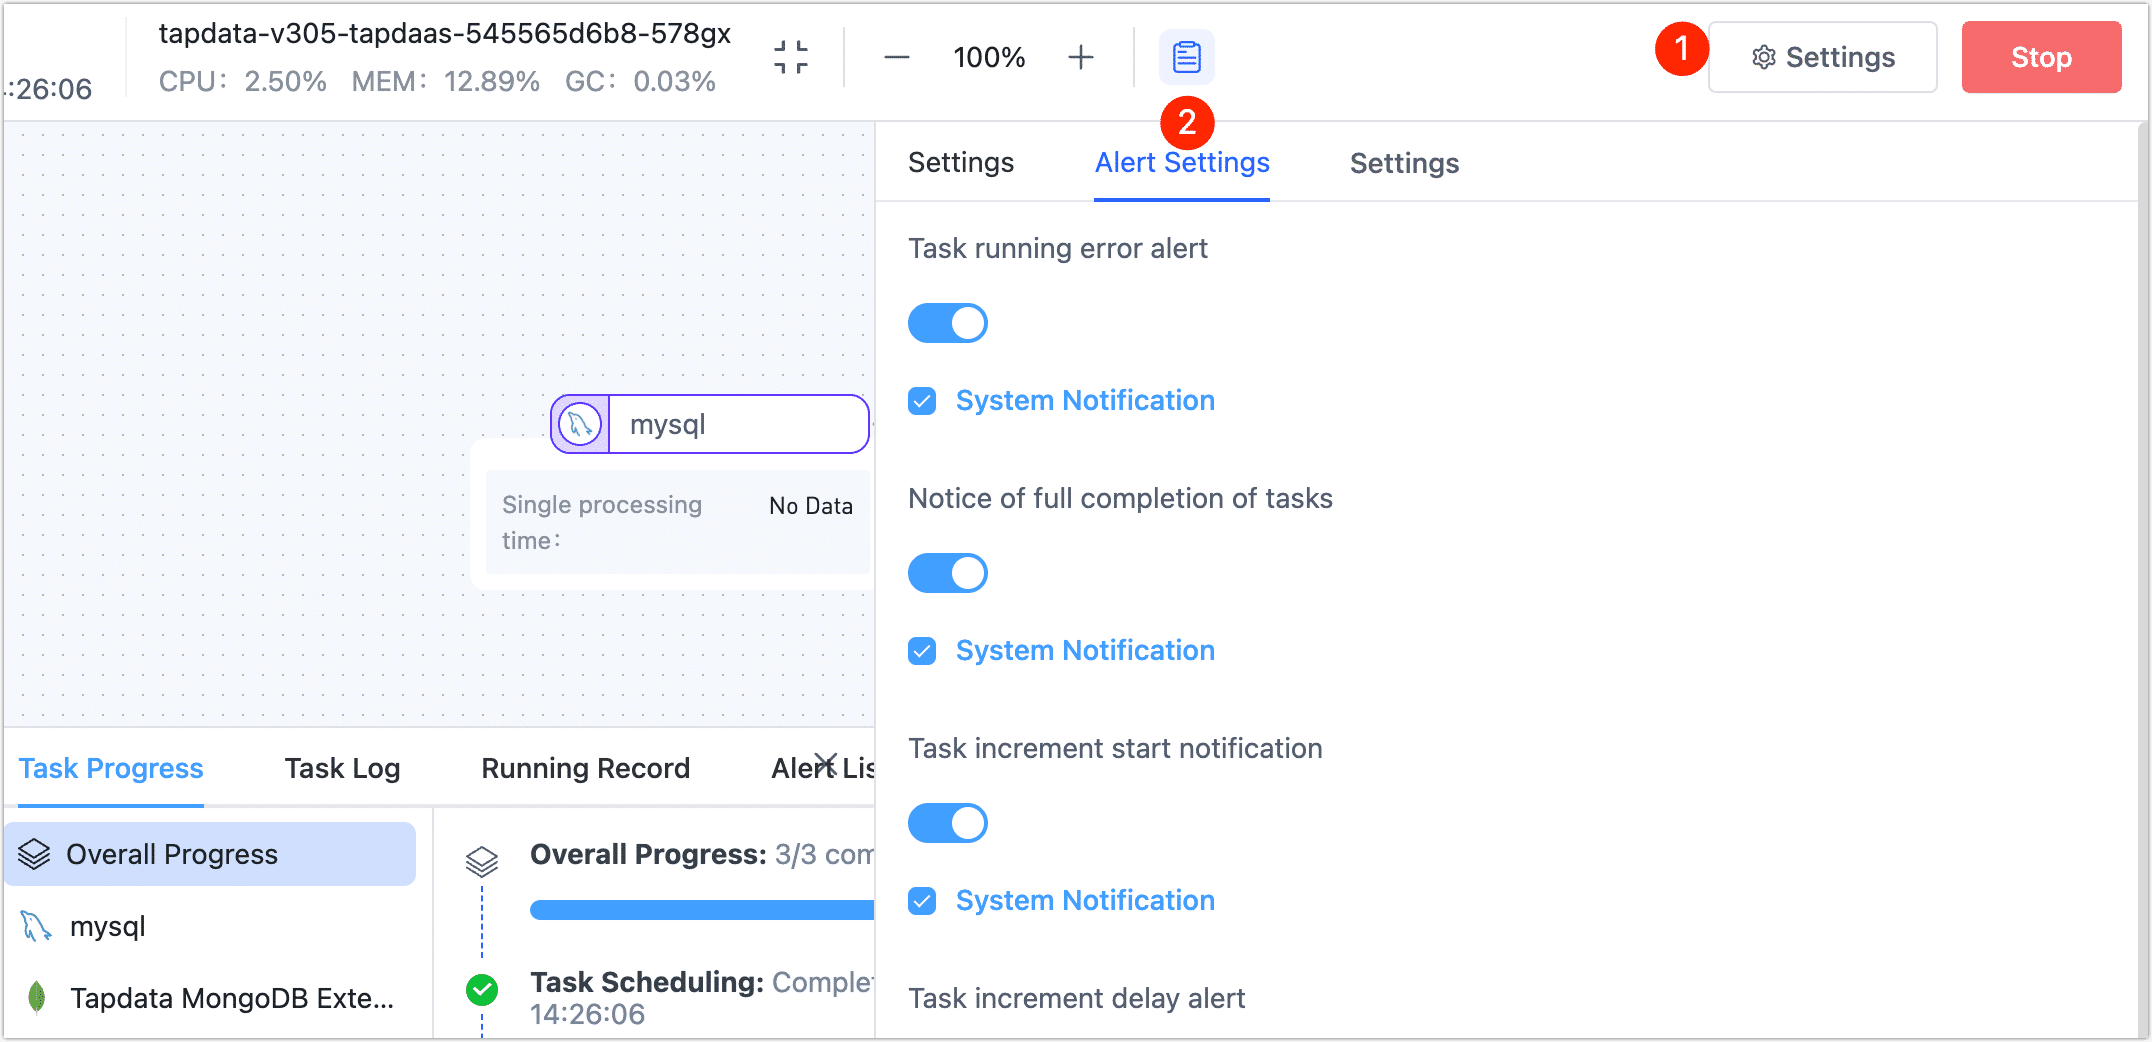 tapdata-v305-tapdaas-545565d6b8-578gx
:26:06
CPU: 2.50% MEM: 12.89% GC: 0.03%
100%
1
Settings
Stop
2
Settings
Alert Settings
Settings
Task running error alert
System Notification
mysql
Single processing
time:
No Data
Notice of full completion of tasks
System Notification
Task increment start notification
System Notification
Task increment delay alert
Task Progress
Task Log
Running Record
Alert Lis
Overall Progress
mysql
Tapdata MongoDB Exte...
Overall Progress: 3/3 com
Task Scheduling: Complet
14:26:06